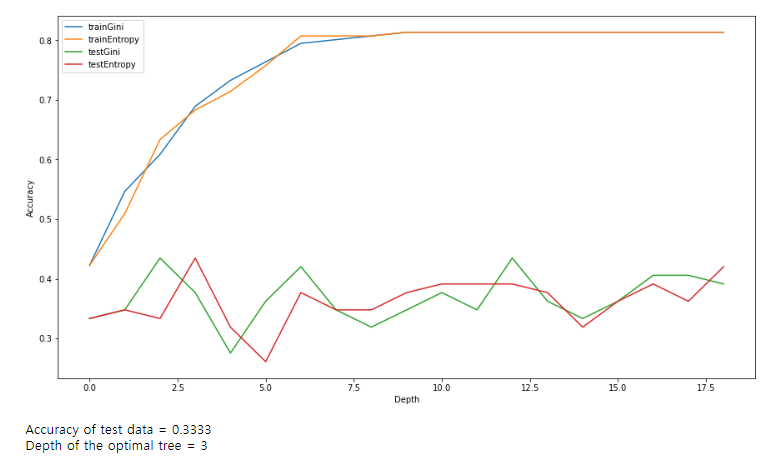 trainGini
trainEntropy
testGini
testEntropy
0.8
0.7
0.6
0.5
0.4
0.3
Accuracy
0.0 2.5 5.0 7.5 10.0 12.5 15.0 17.5
Depth
Accuracy of test data = 0.3333
Depth of the optimal tree = 3